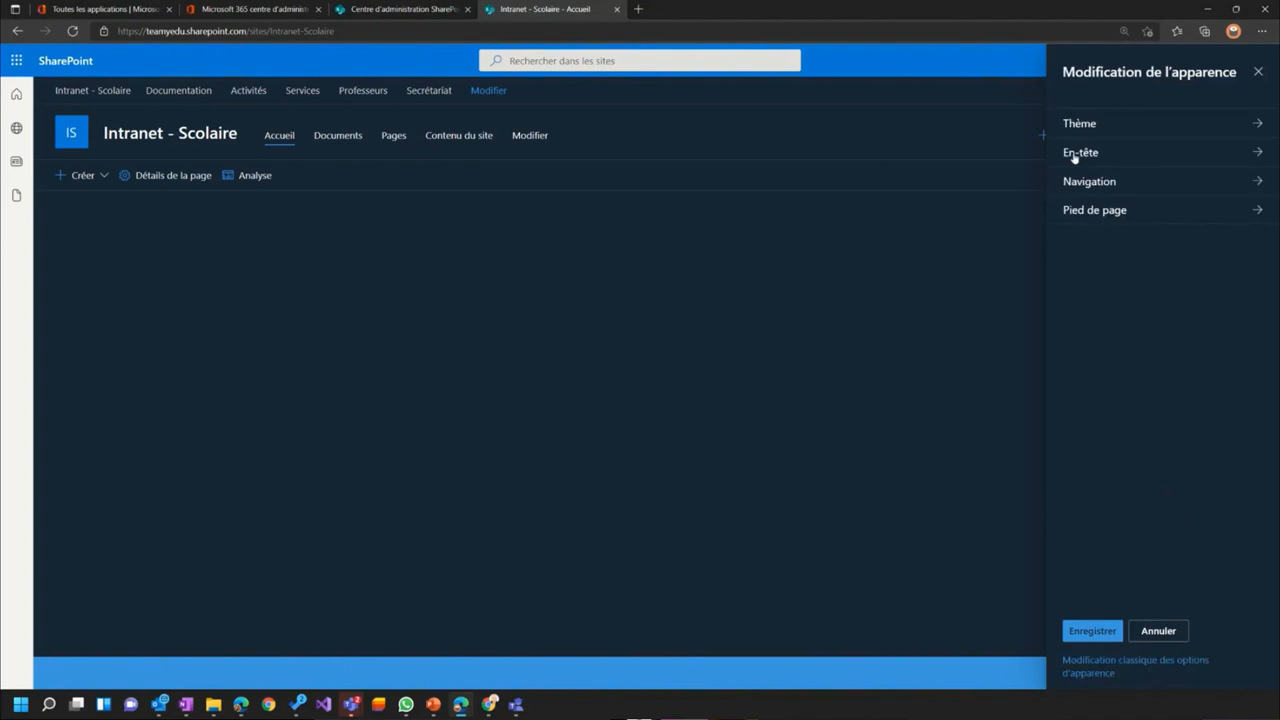 Toutes les applications | Microso
Microsoft 365 centre d'administr
Centre d'administration SharePoi
Intranet - Scolaire - Accueil
https://teamyedu.sharepoint.com/sites/Intranet-Scolaire
SharePoint
Rechercher dans les sites
Intranet - Scolaire
Documentation
Activités
Services
Professeurs
Secrétariat
Modifier
IS
Intranet - Scolaire
Accueil
Documents
Pages
Contenu du site
Modifier
Créer
Détails de la page
Analyse
Modification de l'apparence
Thème
En-tête
Navigation
Pied de page
Enregistrer
Annuler
Modification classique des options
d'apparence
2